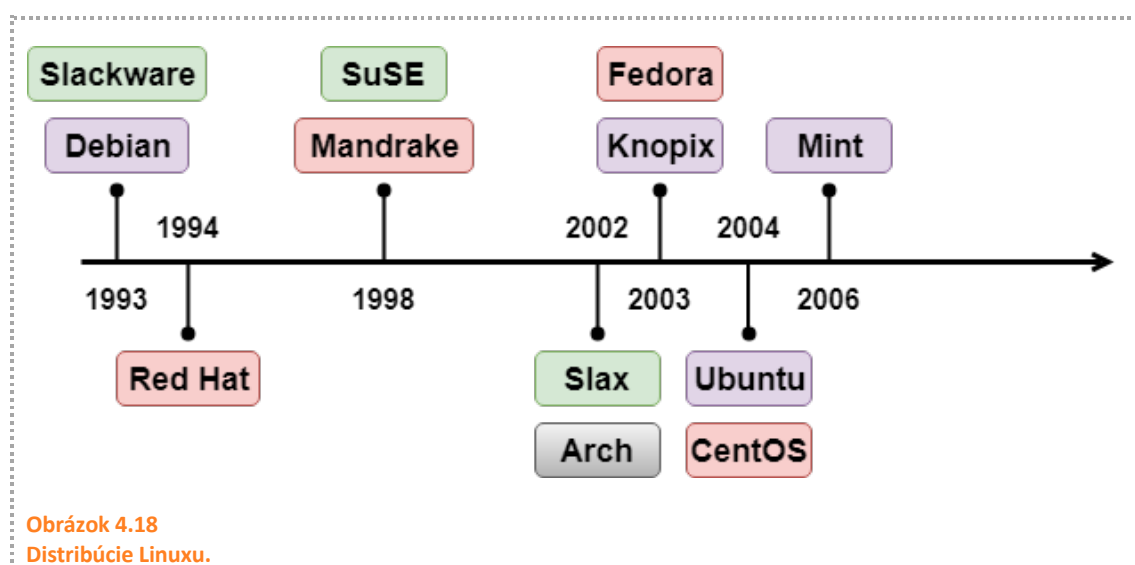 Slackware
SuSE
Fedora
Debian
Mandrake
Knopix
Mint
1994
2002
2004
1993
1998
2003
2006
Red Hat
Slax
Ubuntu
Arch
CentOS
Obrázok 4.18
Distribúcie Linuxu.